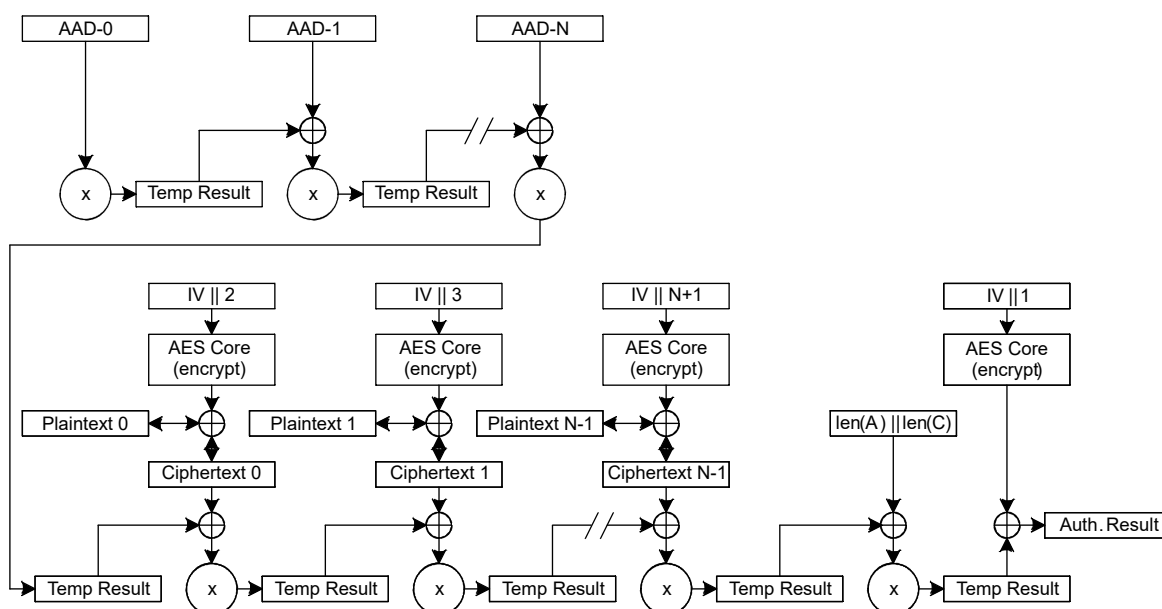 AAD-0
AAD-1
AAD-N
x
Temp Result
x
Temp Result
x
IV || 2
IV || 3
IV || N+1
IV || 1
AES Core
(encrypt)
AES Core
(encrypt)
AES Core
(encrypt)
AES Core
(encrypt)
Plaintext 0
Plaintext 1
Plaintext N-1
len(A) || len(C)
Ciphertext 0
Ciphertext 1
Ciphertext N-1
Auth. Result
Temp Result
x
Temp Result
x
Temp Result
x
Temp Result
x
Temp Result